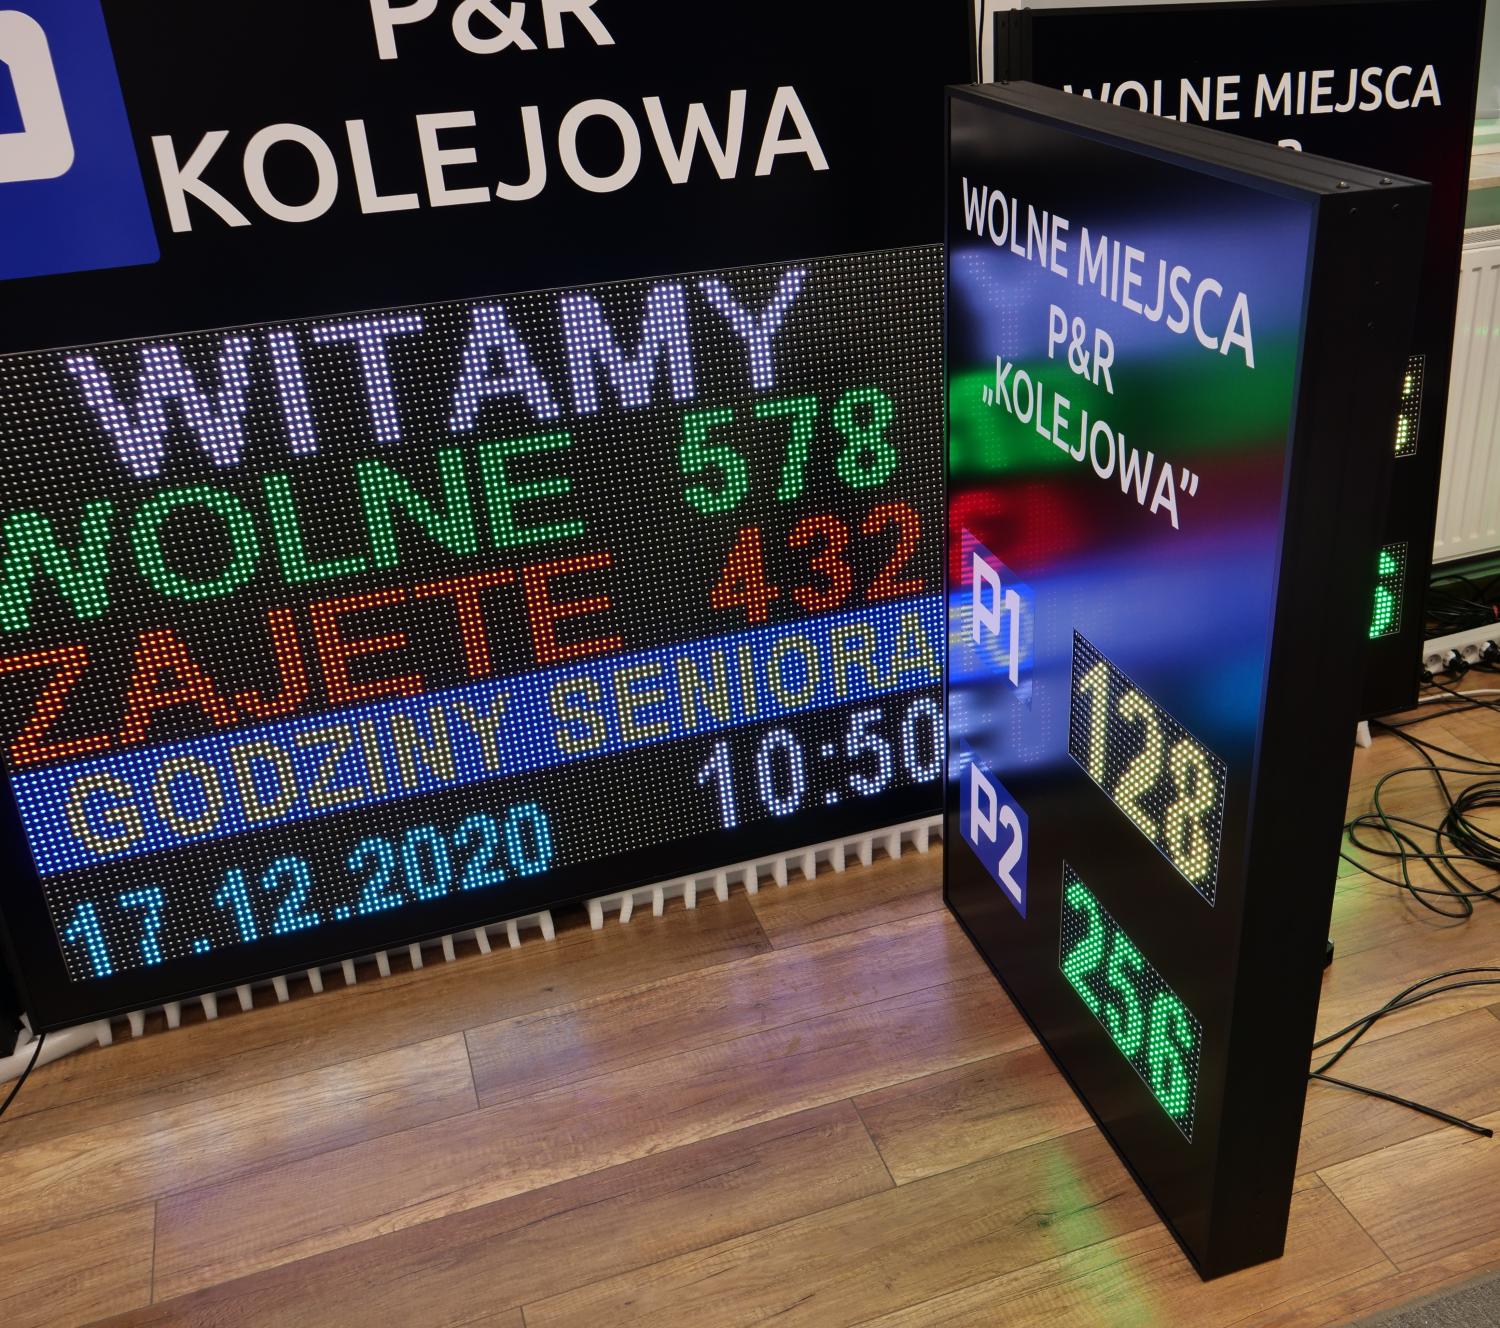 P&R
KOLEJOWA
WITAMY
WOLNE 578
ZAJETE 432
GODZINY SENIORA
10:50
17.12.2020
WOLNE MIEJSCA
P&R
„KOLEJOWA”
P1
128
P2
256
WOLNE MIEJSCA